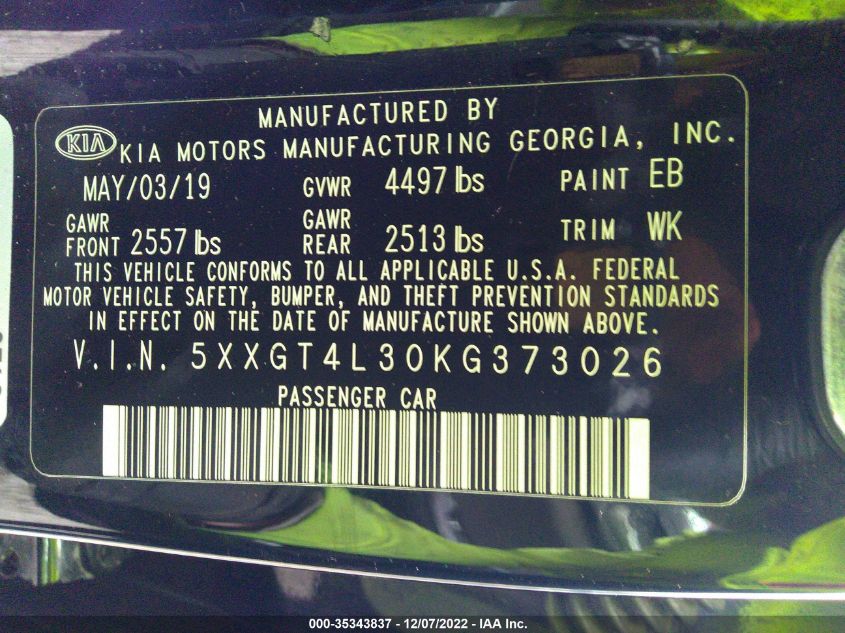 MANUFACTURED BY
KIA KIA MOTORS MANUFACTURING GEORGIA, INC.
MAY/03/19 GVWR 4497 lbs PAINT EB
GAWR FRONT 2557 lbs GAWR REAR 2513 lbs TRIM WK
THIS VEHICLE CONFORMS TO ALL APPLICABLE U.S.A. FEDERAL
MOTOR VEHICLE SAFETY, BUMPER, AND THEFT PREVENTION STANDARDS
IN EFFECT ON THE DATE OF MANUFACTURE SHOWN ABOVE.
V.I.N. 5XXGT4L30KG373026
PASSENGER CAR
000-35343837 - 12/07/2022 - IAA Inc.